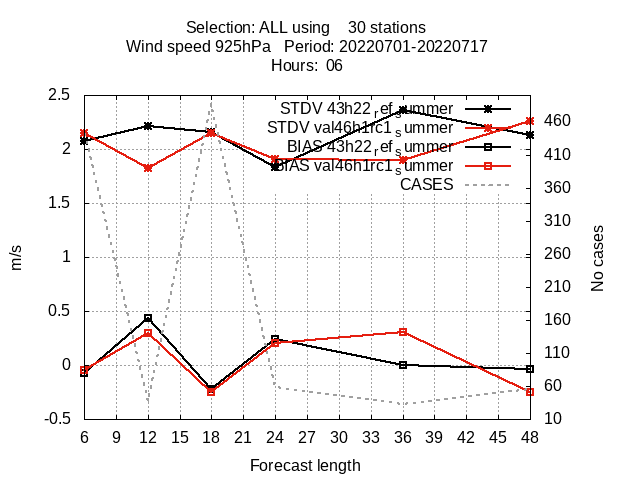 Selection: ALL using 30 stations
Wind speed 925hPa Period: 20220701-20220717
Hours: 06
STDV 43h22_ref_summer
STDV val46h1rc1_summer
BIAS 43h22_ref_summer
BIAS val46h1rc1_summer
CASES
2.5
2
1.5
1
0.5
0
-0.5
m/s
460
410
360
310
260
210
160
110
60
10
No cases
6 9 12 15 18 21 24 27 30 33 36 39 42 45 48
Forecast length